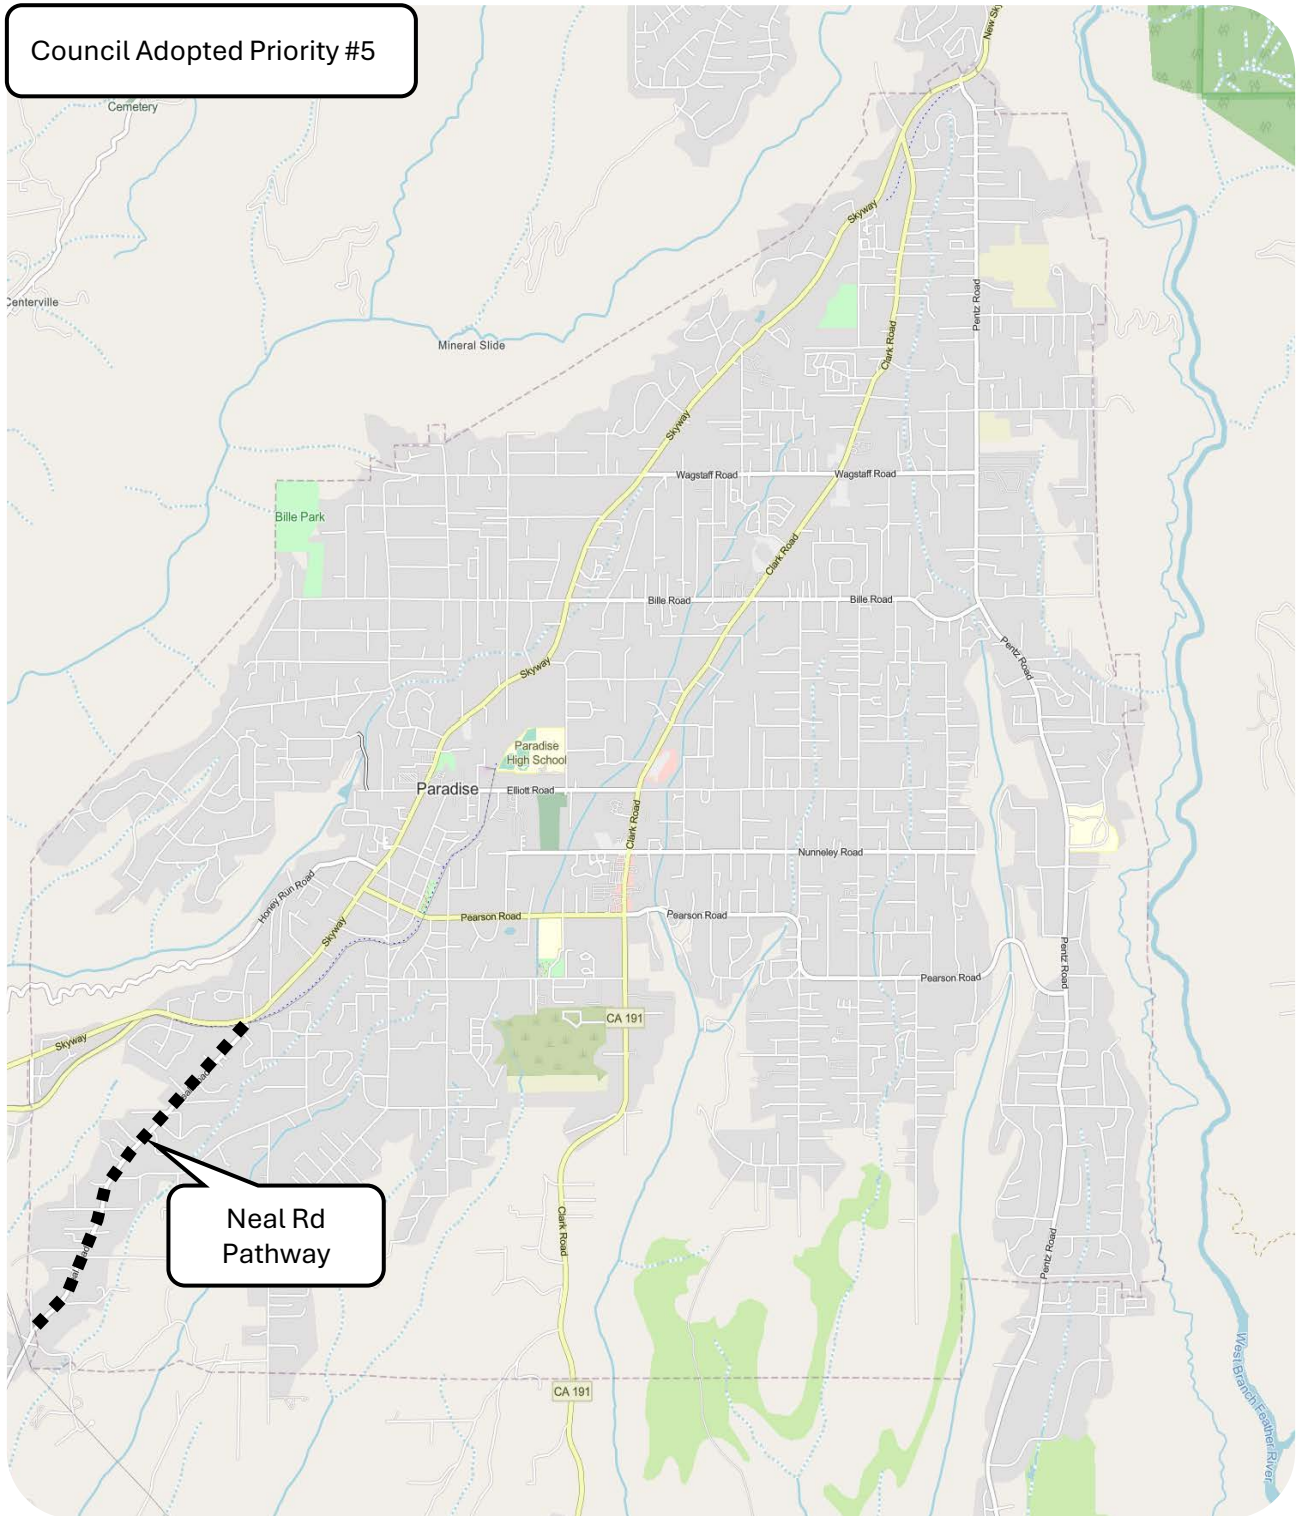 Council Adopted Priority #5
New Sky
Cemetery
Skyway
Centerville
Pentz Road
Mineral Slide
Clark Road
Skyway
Wagstaff Road
Wagstaff Road
Bille Park
Clark Road
Bille Road
Bille Road
Pentz Road
Skyway
Paradise
High School
Paradise
Elliott Road
Clark Road
Nunneley Road
Honey Run Road
Pearson Road
Pearson Road
Skyway
Pentz Road
Pearson Road
CA 191
Skyway
Neal Rd
Pathway
Clark Road
Pentz Road
CA 191
West Branch Feather River